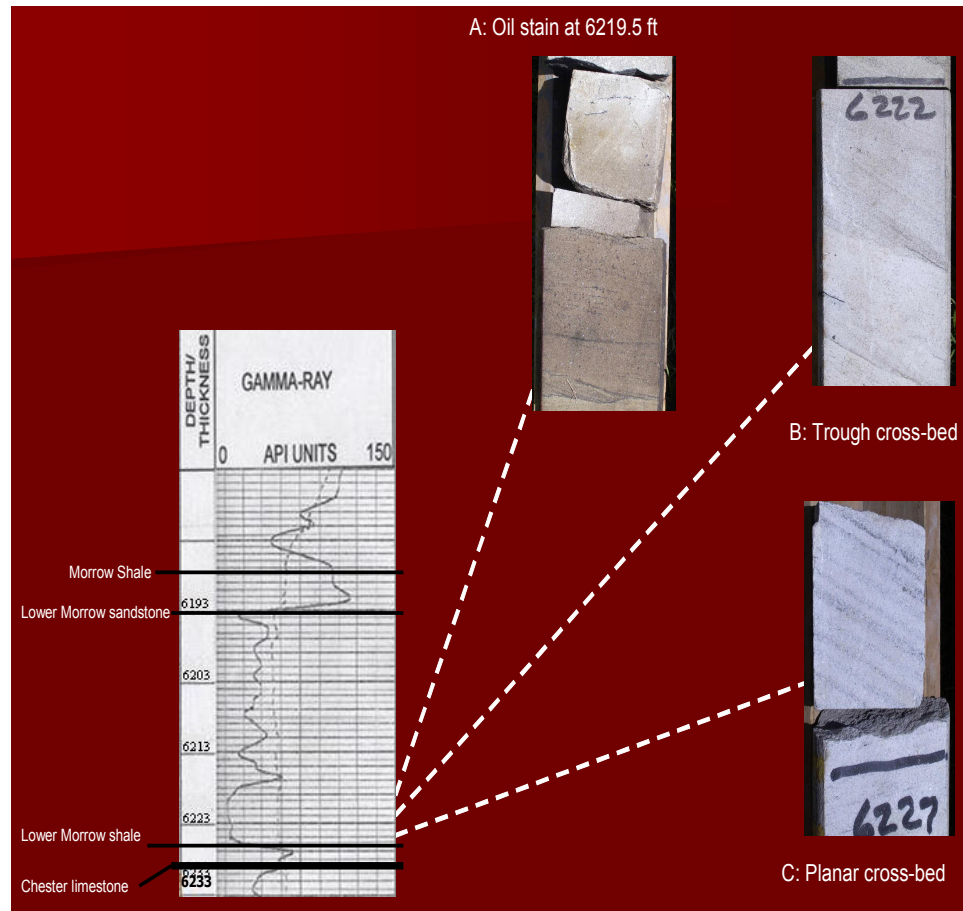 A: Oil stain at 6219.5 ft
6222
B: Trough cross-bed
DEPTH/
THICKNESS
GAMMA-RAY
0 API UNITS 150
Morrow Shale
6193
Lower Morrow sandstone
6203
6213
6223
Lower Morrow shale
6233
6233
Chester limestone
6227
C: Planar cross-bed